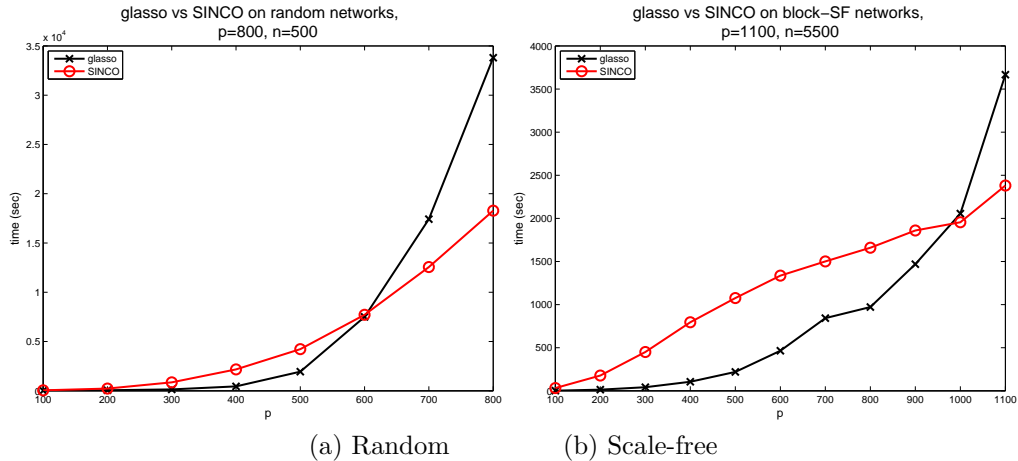 glasso vs SINCO on random networks,
p=800, n=500
x 10^4
glasso
SINCO
3.5
3
2.5
2
1.5
1
0.5
0
time (sec)
100 200 300 400 500 600 700 800
p
(a) Random
glasso vs SINCO on block-SF networks,
p=1100, n=5500
glasso
SINCO
4000
3500
3000
2500
2000
1500
1000
500
0
time (sec)
100 200 300 400 500 600 700 800 900 1000 1100
p
(b) Scale-free